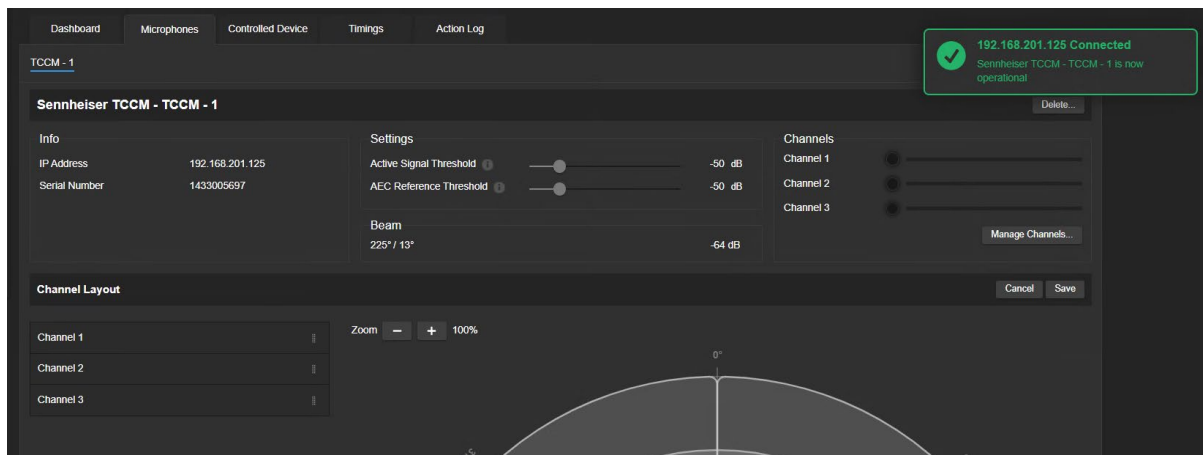 Dashboard Microphones Controlled Device Timings Action Log
192.168.201.125 Connected
Sennheiser TCCM - TCCM - 1 is now
operational
TCCM - 1
Sennheiser TCCM - TCCM - 1
Delete...
Info
IP Address 192.168.201.125
Serial Number 1433005697
Settings
Active Signal Threshold -50 dB
AEC Reference Threshold -50 dB
Beam
225° / 13° -64 dB
Channels
Channel 1
Channel 2
Channel 3
Manage Channels...
Channel Layout Cancel Save
Channel 1
Channel 2
Channel 3
Zoom − + 100%
0°